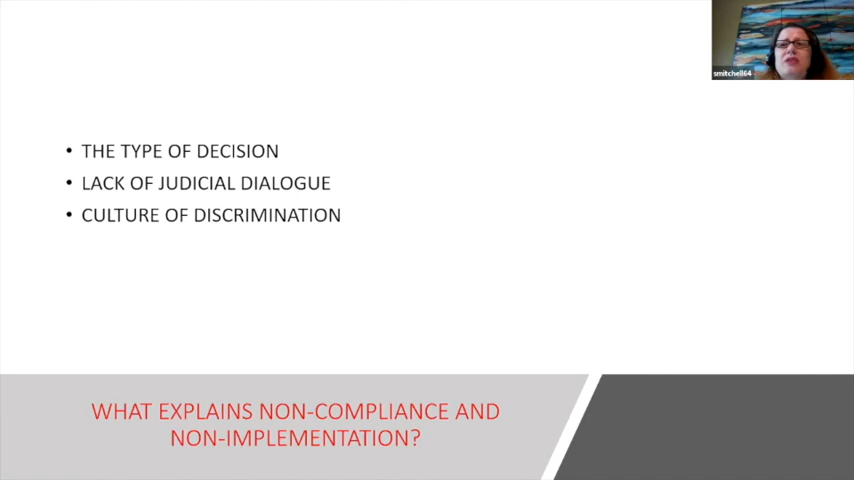 smitchell64
• THE TYPE OF DECISION
• LACK OF JUDICIAL DIALOGUE
• CULTURE OF DISCRIMINATION
WHAT EXPLAINS NON-COMPLIANCE AND
NON-IMPLEMENTATION?